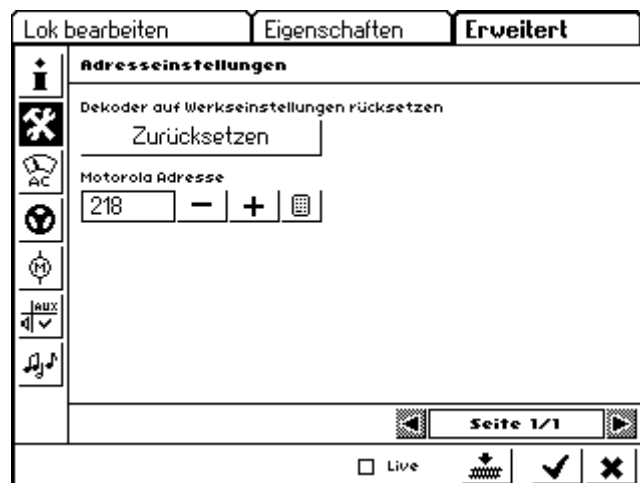 Lok bearbeiten
Eigenschaften
Erweitert
Adresseinstellungen
Dekoder auf Werkseinstellungen rücksetzen
Zurücksetzen
Motorola Adresse
218
AC
M
AUX
Seite 1/1
Live